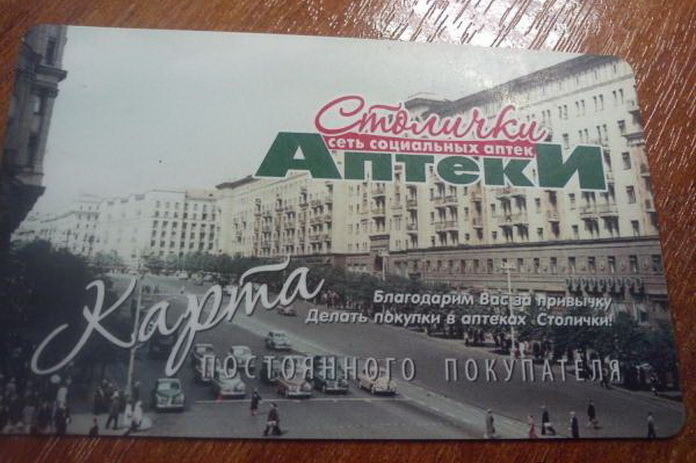 Столички
сеть социальных аптек
Аптеки
Карта
Благодарим Вас за привычку
Делать покупки в аптеках Столички!
ПОСТОЯННОГО ПОКУПАТЕЛЯ